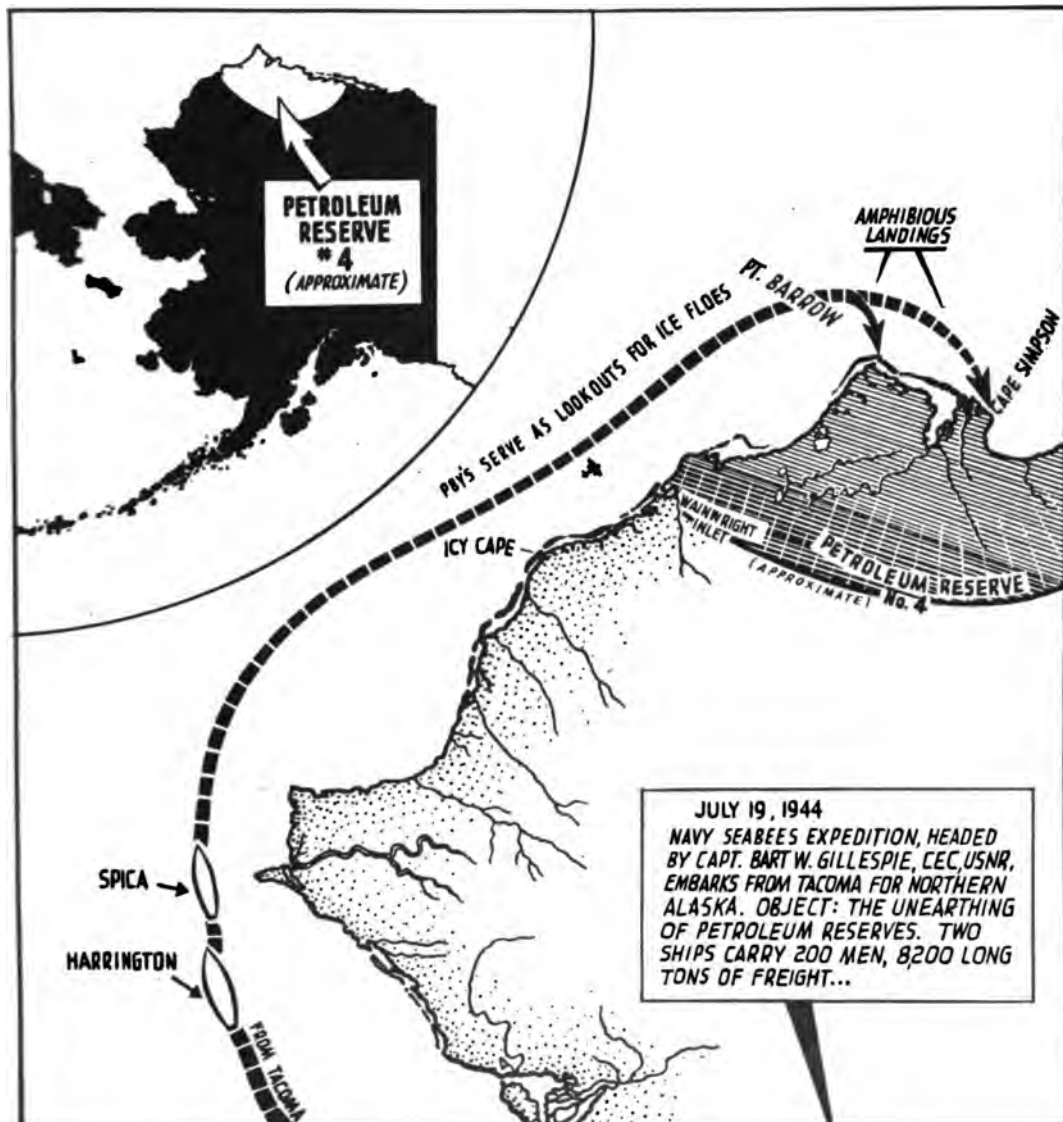 PETROLEUM
RESERVE
#4
(APPROXIMATE)
AMPHIBIOUS
LANDINGS
PT. BARROW
CAPE SIMPSON
PBY'S SERVE AS LOOKOUTS FOR ICE FLOES
ICY CAPE
WAINWRIGHT
INLET
PETROLEUM RESERVE
(APPROXIMATE) No. 4
SPICA
HARRINGTON
FROM TACOMA
JULY 19, 1944
NAVY SEABEES EXPEDITION, HEADED
BY CAPT. BART W. GILLESPIE, CEC, USNR,
EMBARKS FROM TACOMA FOR NORTHERN
ALASKA. OBJECT: THE UNEARTHING
OF PETROLEUM RESERVES. TWO
SHIPS CARRY 200 MEN, 8,200 LONG
TONS OF FREIGHT...